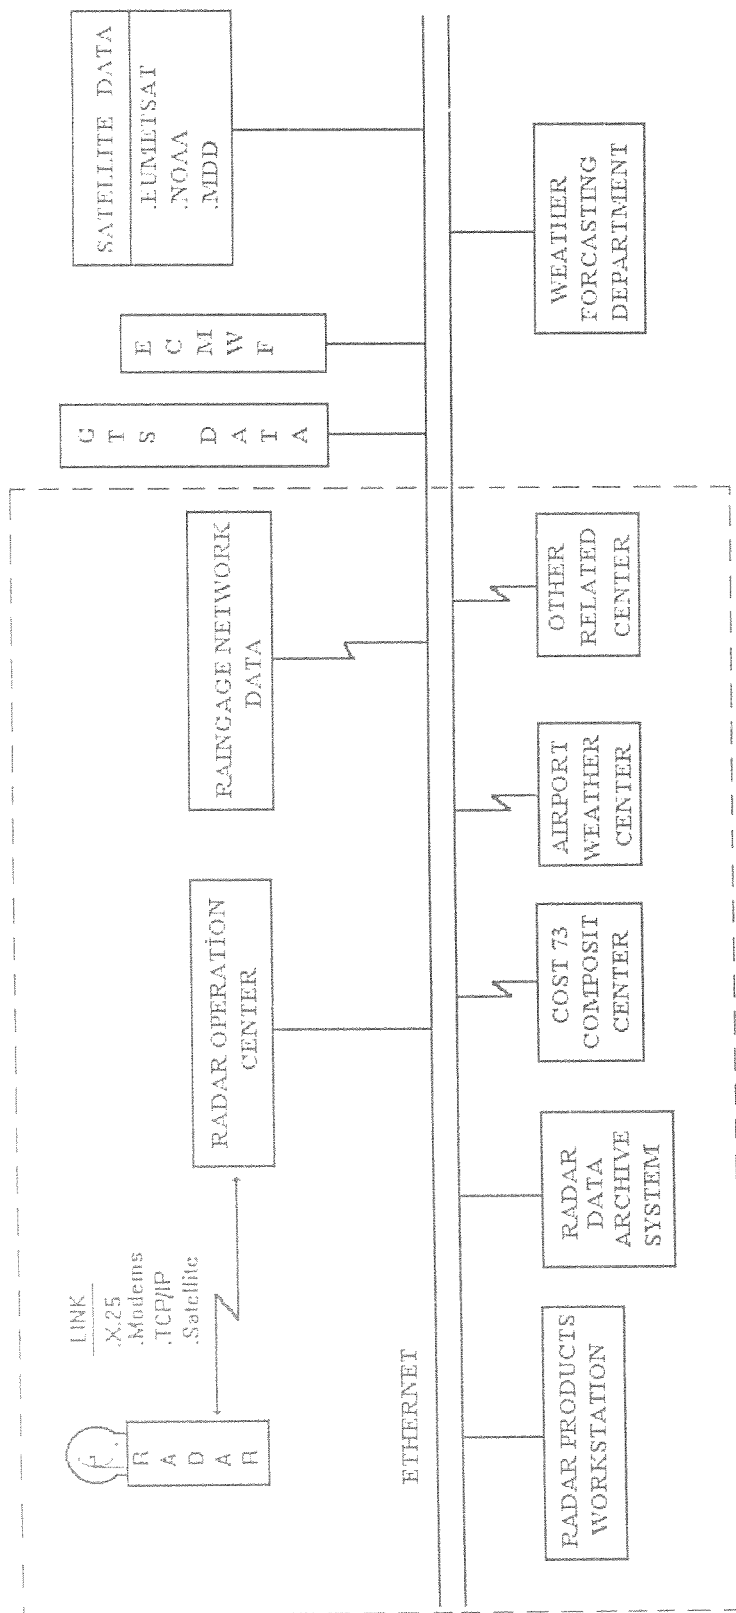 LINK
.X.25
.Modems
.TCP/IP
.Satellite
R
A
D
A
R
RADAR OPERATION
CENTER
RAINGAGE NETWORK
DATA
G
T
S
D
A
T
A
E
C
M
W
F
SATELLITE DATA
.EUMETSAT
.NOAA
.MDD
ETHERNET
RADAR PRODUCTS
WORKSTATION
RADAR
DATA
ARCHIVE
SYSTEM
COST 73
COMPOSIT
CENTER
AIRPORT
WEATHER
CENTER
OTHER
RELATED
CENTER
WEATHER
FORCASTING
DEPARTMENT